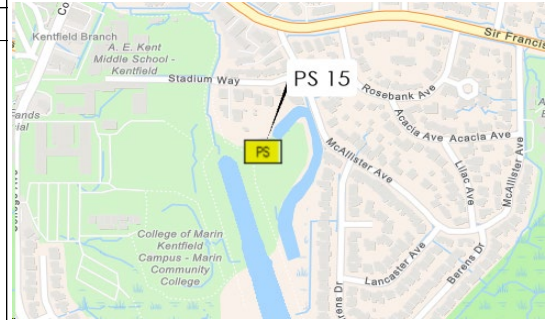 Kentfield Branch
A. E. Kent
Middle School -
Kentfield
Stadium Way
Sir Francis
PS 15
Rosebank Ave
Acacia Ave
Acacia Ave
PS
McAllister Ave
Lilac Ave
McAllister Ave
College of Marin
Kentfield
Campus - Marin
Community
College
Lancaster Ave
Berens Dr